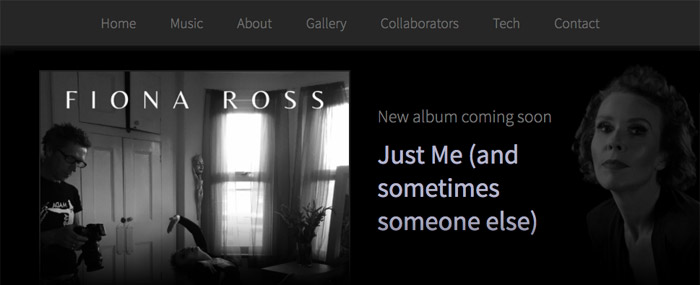 Home Music About Gallery Collaborators Tech Contact
FIONA ROSS
New album coming soon
Just Me (and
sometimes
someone else)
ADAM